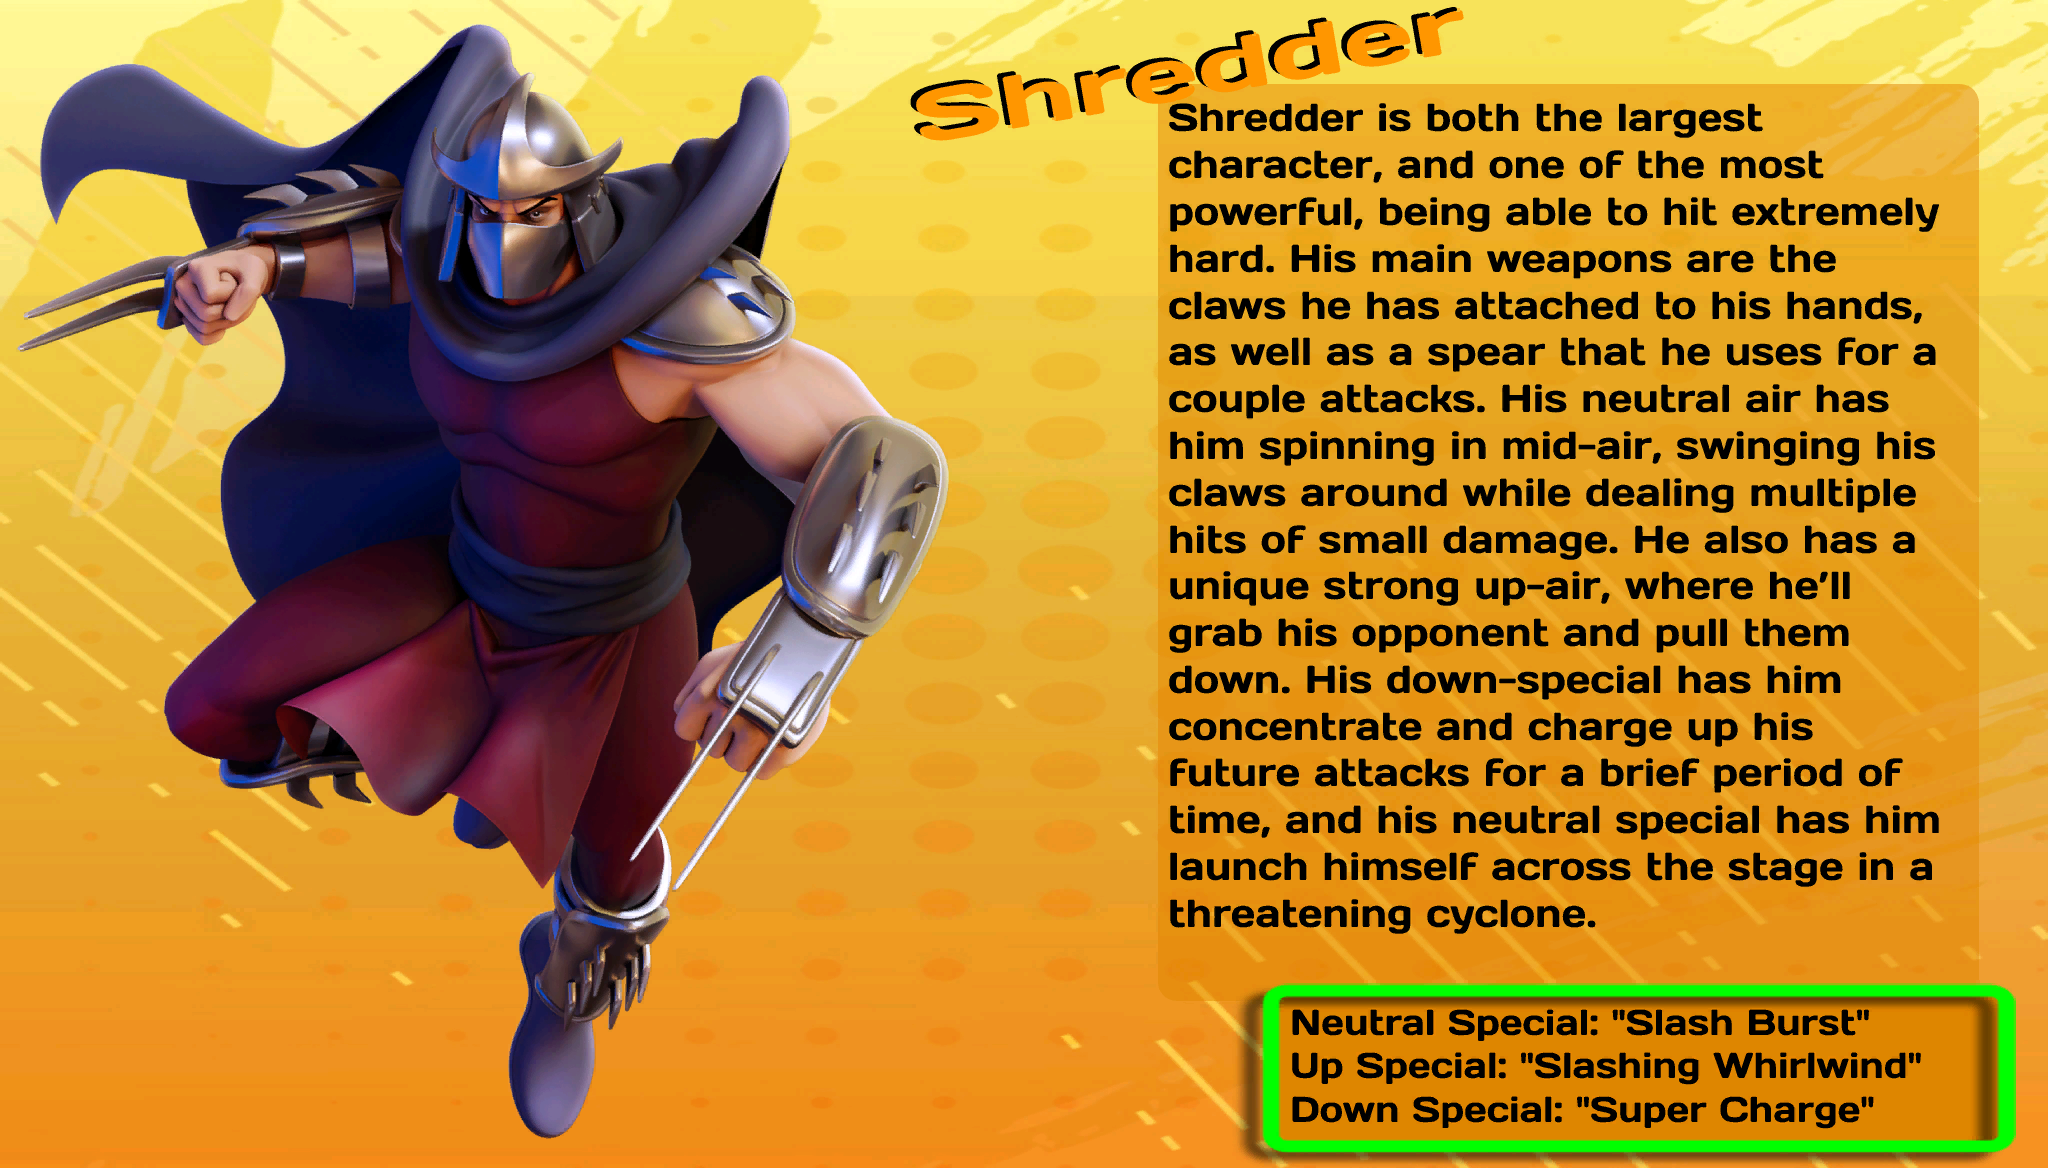 Shredder
Shredder is both the largest
character, and one of the most
powerful, being able to hit extremely
hard. His main weapons are the
claws he has attached to his hands,
as well as a spear that he uses for a
couple attacks. His neutral air has
him spinning in mid-air, swinging his
claws around while dealing multiple
hits of small damage. He also has a
unique strong up-air, where he'll
grab his opponent and pull them
down. His down-special has him
concentrate and charge up his
future attacks for a brief period of
time, and his neutral special has him
launch himself across the stage in a
threatening cyclone.
Neutral Special: "Slash Burst"
Up Special: "Slashing Whirlwind"
Down Special: "Super Charge"